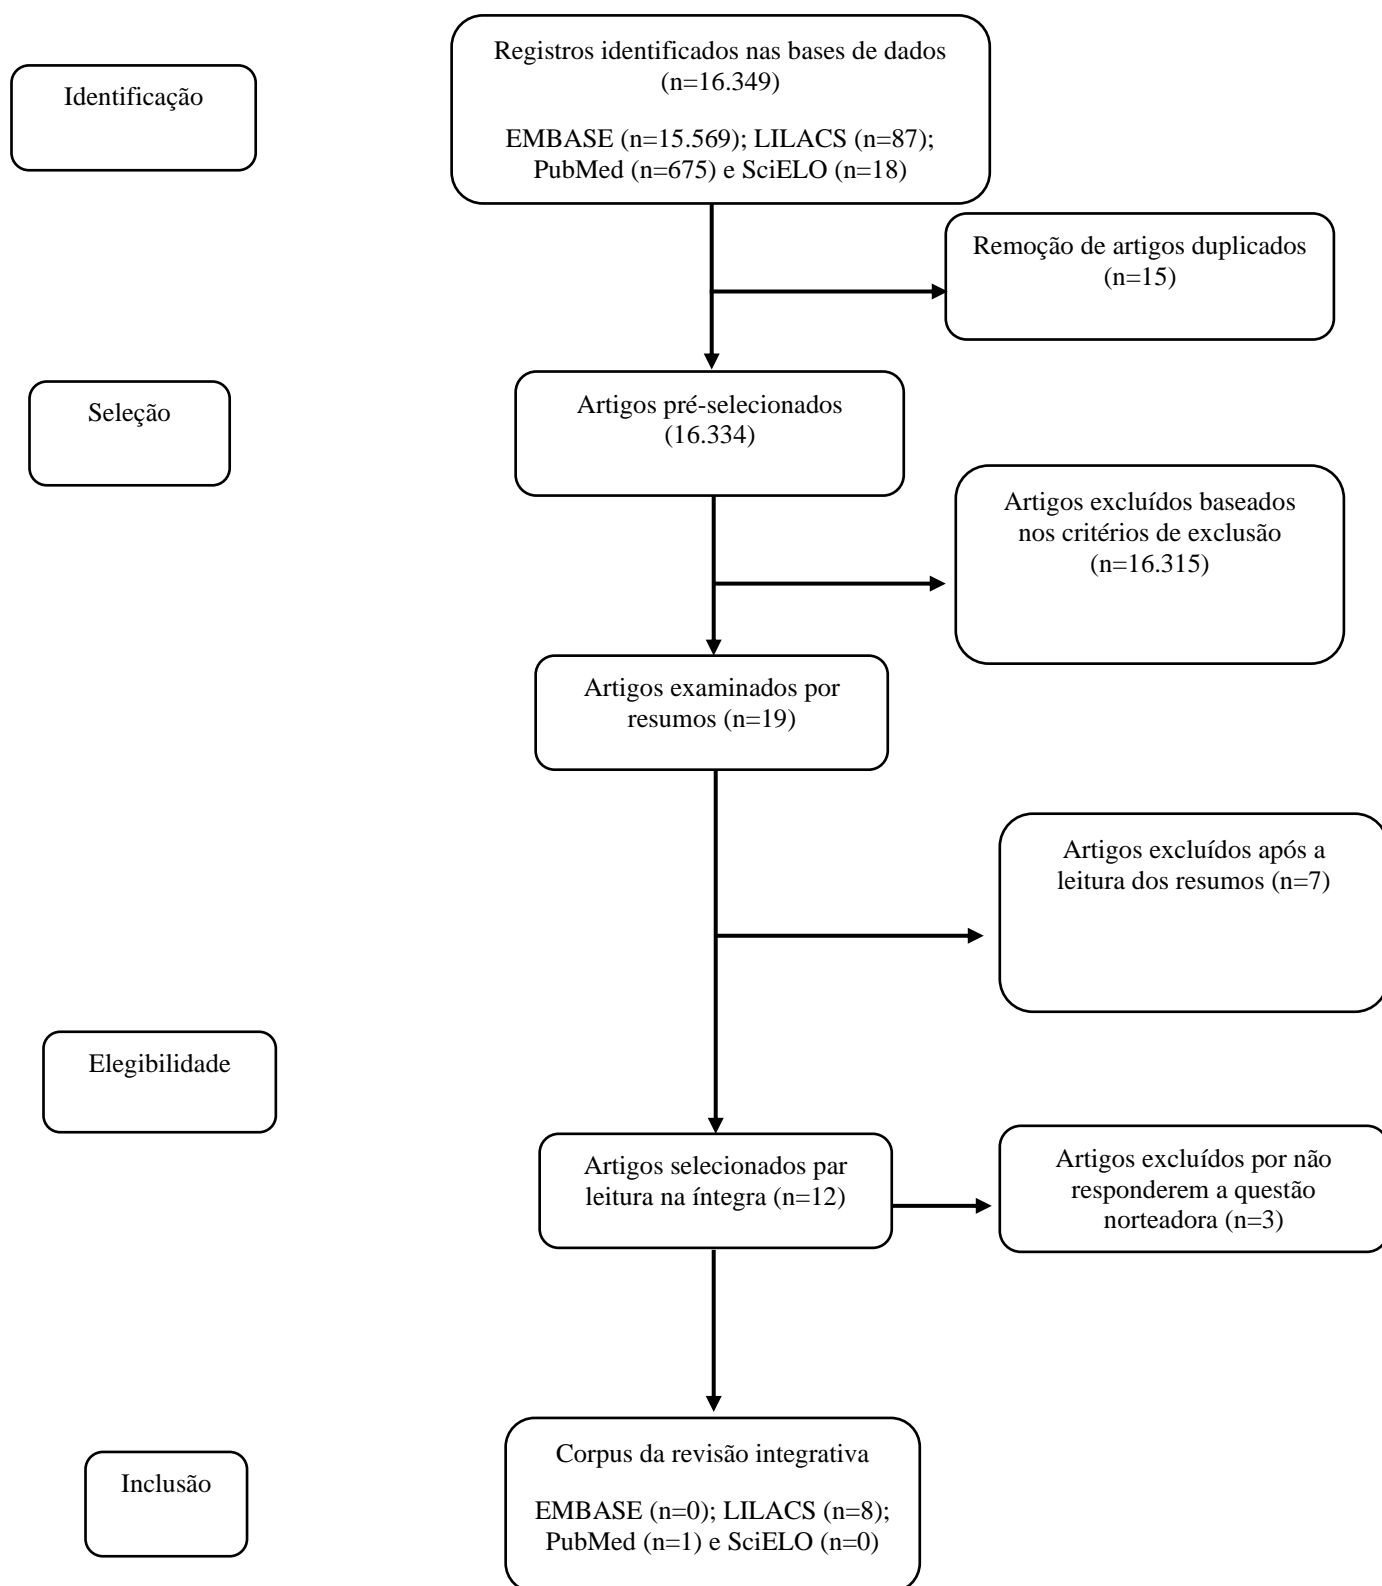 Identificação
Registros identificados nas bases de dados
(n=16.349)
EMBASE (n=15.569); LILACS (n=87);
PubMed (n=675) e SciELO (n=18)
Remoção de artigos duplicados
(n=15)
Seleção
Artigos pré-selecionados
(16.334)
Artigos excluídos baseados
nos critérios de exclusão
(n=16.315)
Artigos examinados por
resumos (n=19)
Artigos excluídos após a
leitura dos resumos (n=7)
Elegibilidade
Artigos selecionados par
leitura na íntegra (n=12)
Artigos excluídos por não
responderem a questão
norteadora (n=3)
Inclusão
Corpus da revisão integrativa
EMBASE (n=0); LILACS (n=8);
PubMed (n=1) e SciELO (n=0)